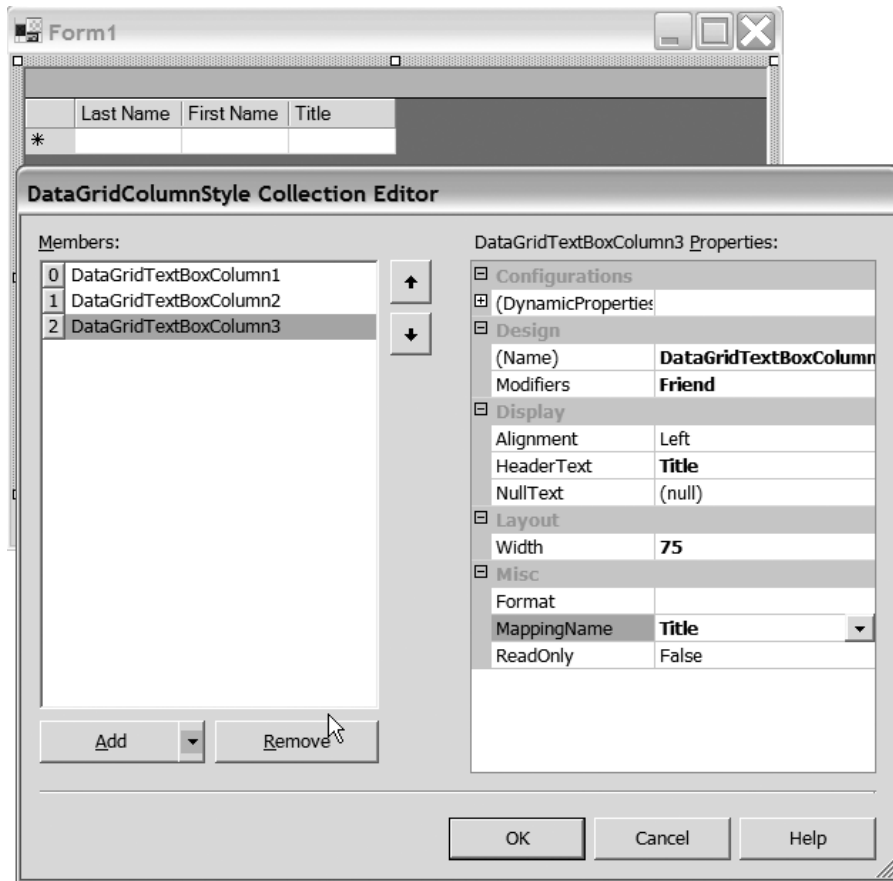 Form1
Last Name First Name Title
*
DataGridColumnStyle Collection Editor
Members:
DataGridTextBoxColumn3 Properties:
0 DataGridTextBoxColumn1
1 DataGridTextBoxColumn2
2 DataGridTextBoxColumn3
Configurations
(DynamicProperties
Design
(Name) DataGridTextBoxColumn
Modifiers Friend
Display
Alignment Left
HeaderText Title
NullText (null)
Layout
Width 75
Misc
Format
MappingName Title
ReadOnly False
Add Remove
OK Cancel Help